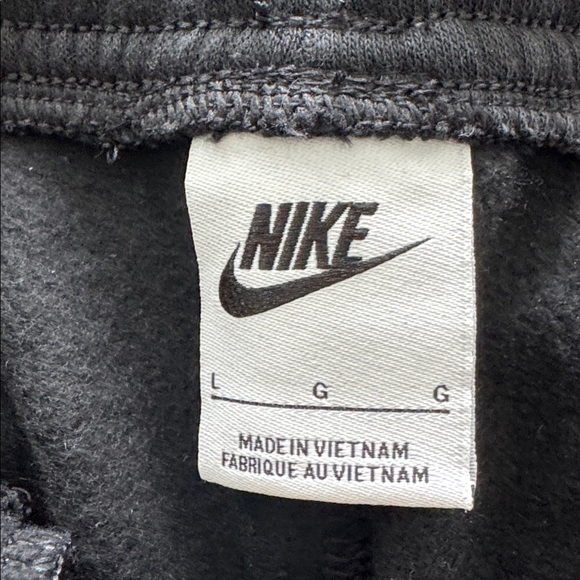 NIKE
L G G
MADE IN VIETNAM
FABRIQUE AU VIETNAM